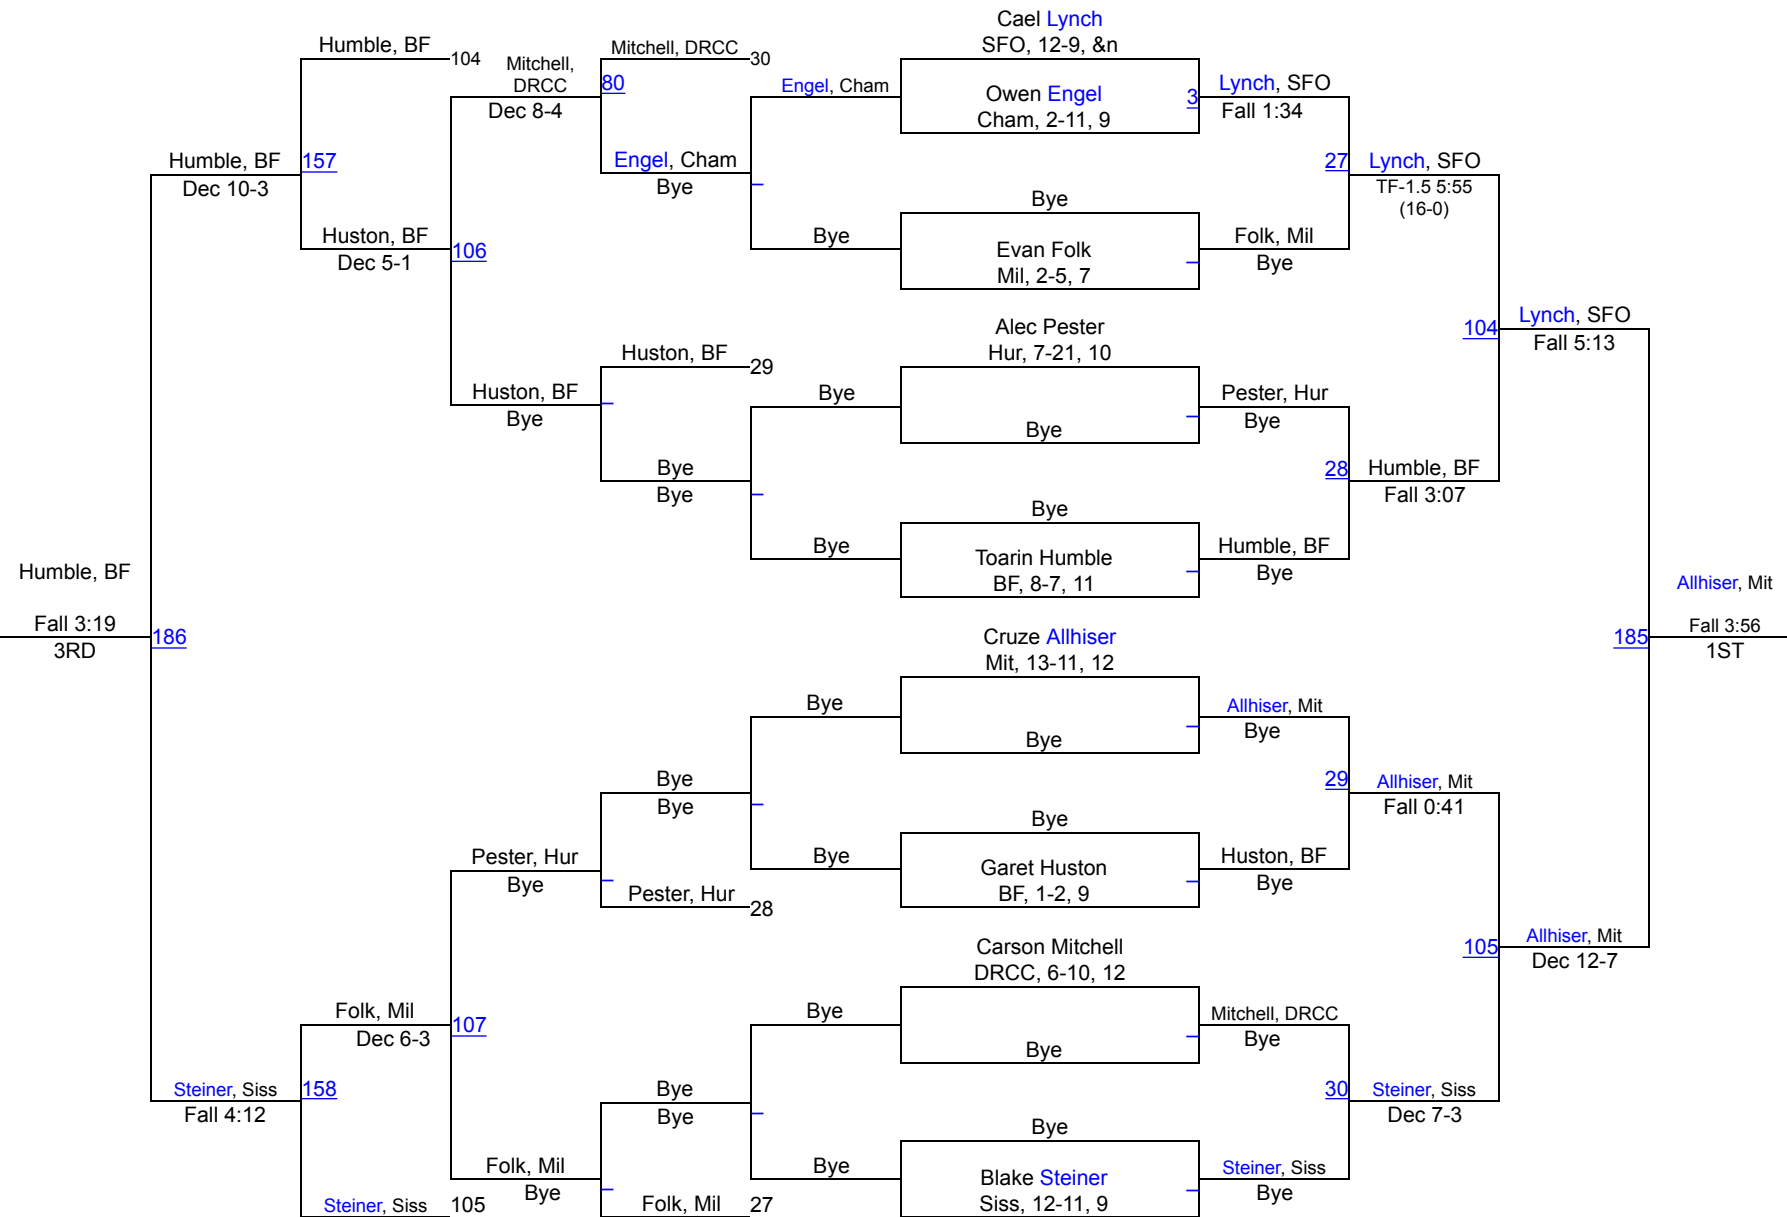 Cael Lynch
SFO, 12-9, &n
Humble, BF
104
Mitchell,
DRCC
Dec 8-4
Mitchell, DRCC
30
80
Engel, Cham
Owen Engel
Cham, 2-11, 9
3
Lynch, SFO
Fall 1:34
Humble, BF
Dec 10-3
157
Engel, Cham
Bye
27
Lynch, SFO
TF-1.5 5:55
(16-0)
Bye
Huston, BF
Dec 5-1
106
Bye
Evan Folk
Mil, 2-5, 7
Folk, Mil
Bye
Alec Pester
Hur, 7-21, 10
104
Lynch, SFO
Fall 5:13
Huston, BF
29
Huston, BF
Bye
Bye
Pester, Hur
Bye
Bye
Bye
Bye
28
Humble, BF
Fall 3:07
Bye
Bye
Toarin Humble
BF, 8-7, 11
Humble, BF
Bye
Humble, BF
Fall 3:19
3RD
186
Allhiser, Mit
Fall 3:56
1ST
185
Cruze Allhiser
Mit, 13-11, 12
Bye
Bye
Allhiser, Mit
Bye
Bye
Bye
29
Allhiser, Mit
Fall 0:41
Bye
Pester, Hur
Bye
Bye
Garet Huston
BF, 1-2, 9
Huston, BF
Bye
Pester, Hur
28
Carson Mitchell
DRCC, 6-10, 12
105
Allhiser, Mit
Dec 12-7
Folk, Mil
Dec 6-3
107
Bye
Bye
Mitchell, DRCC
Bye
Steiner, Siss
Fall 4:12
158
Bye
Bye
30
Steiner, Siss
Dec 7-3
Bye
Folk, Mil
Bye
Bye
Blake Steiner
Siss, 12-11, 9
Steiner, Siss
Bye
Steiner, Siss
105
Folk, Mil
27